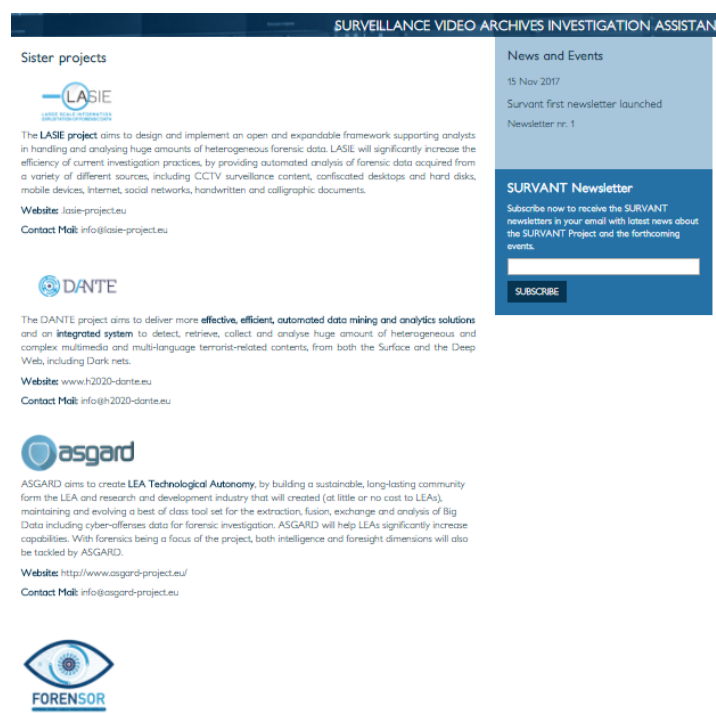 SURVEILLANCE VIDEO ARCHIVES INVESTIGATION ASSISTAN
Sister projects
LASIE
LARGE SCALE INFORMATION
EXPLOITATION OF FORENSIC DATA
The LASIE project aims to design and implement an open and expandable framework supporting analysts
in handling and analysing huge amounts of heterogeneous forensic data. LASIE will significantly increase the
efficiency of current investigation practices, by providing automated analysis of forensic data acquired from
a variety of different sources, including CCTV surveillance content, confiscated desktops and hard disks,
mobile devices, Internet, social networks, handwritten and calligraphic documents.
Website: .lasie-project.eu
Contact Mail: info@lasie-project.eu
DANTE
The DANTE project aims to deliver more effective, efficient, automated data mining and analytics solutions
and an integrated system to detect, retrieve, collect and analyse huge amount of heterogeneous and
complex multimedia and multi-language terrorist-related contents, from both the Surface and the Deep
Web, including Dark nets.
Website: www.h2020-dante.eu
Contact Mail: info@h2020-dante.eu
asgard
ASGARD aims to create LEA Technological Autonomy, by building a sustainable, long-lasting community
form the LEA and research and development industry that will created (at little or no cost to LEAs),
maintaining and evolving a best of class tool set for the extraction, fusion, exchange and analysis of Big
Data including cyber-offenses data for forensic investigation. ASGARD will help LEAs significantly increase
capabilities. With forensics being a focus of the project, both intelligence and foresight dimensions will also
be tackled by ASGARD.
Website: http://www.asgard-project.eu/
Contact Mail: info@asgard-project.eu
FORENSOR
News and Events
15 Nov 2017
Survant first newsletter launched
Newsletter nr. 1
SURVANT Newsletter
Subscribe now to receive the SURVANT
newsletters in your email with latest news about
the SURVANT Project and the forthcoming
events.
SUBSCRIBE